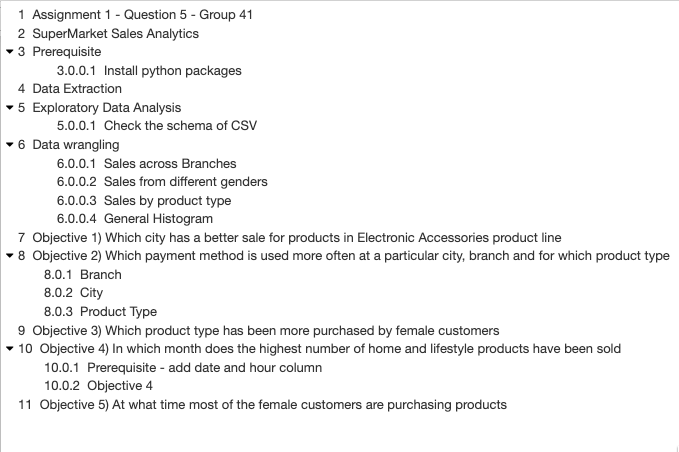 1 Assignment 1 - Question 5 - Group 41
2 SuperMarket Sales Analytics
3 Prerequisite
3.0.0.1 Install python packages
4 Data Extraction
5 Exploratory Data Analysis
5.0.0.1 Check the schema of CSV
6 Data wrangling
6.0.0.1 Sales across Branches
6.0.0.2 Sales from different genders
6.0.0.3 Sales by product type
6.0.0.4 General Histogram
7 Objective 1) Which city has a better sale for products in Electronic Accessories product line
8 Objective 2) Which payment method is used more often at a particular city, branch and for which product type
8.0.1 Branch
8.0.2 City
8.0.3 Product Type
9 Objective 3) Which product type has been more purchased by female customers
10 Objective 4) In which month does the highest number of home and lifestyle products have been sold
10.0.1 Prerequisite - add date and hour column
10.0.2 Objective 4
11 Objective 5) At what time most of the female customers are purchasing products